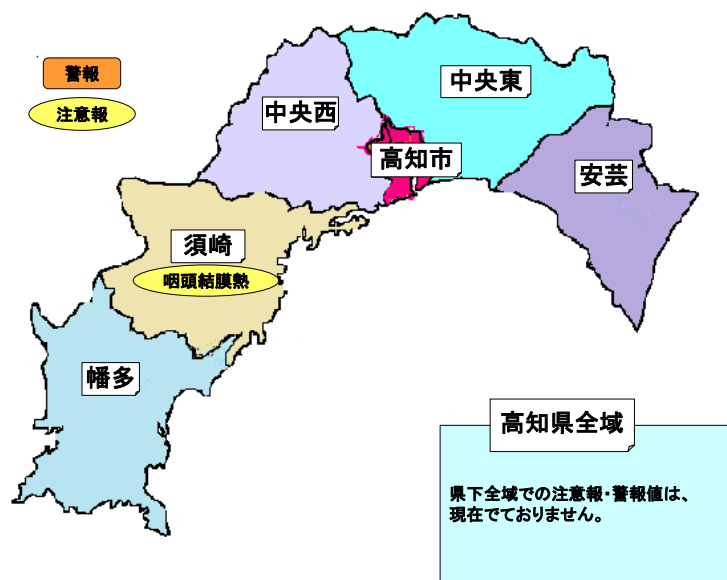 警報
注意報
中央西
中央東
高知市
安芸
須崎
咽頭結膜熱
幡多
高知県全域
県下全域での注意報・警報値は、
現在でておりません。